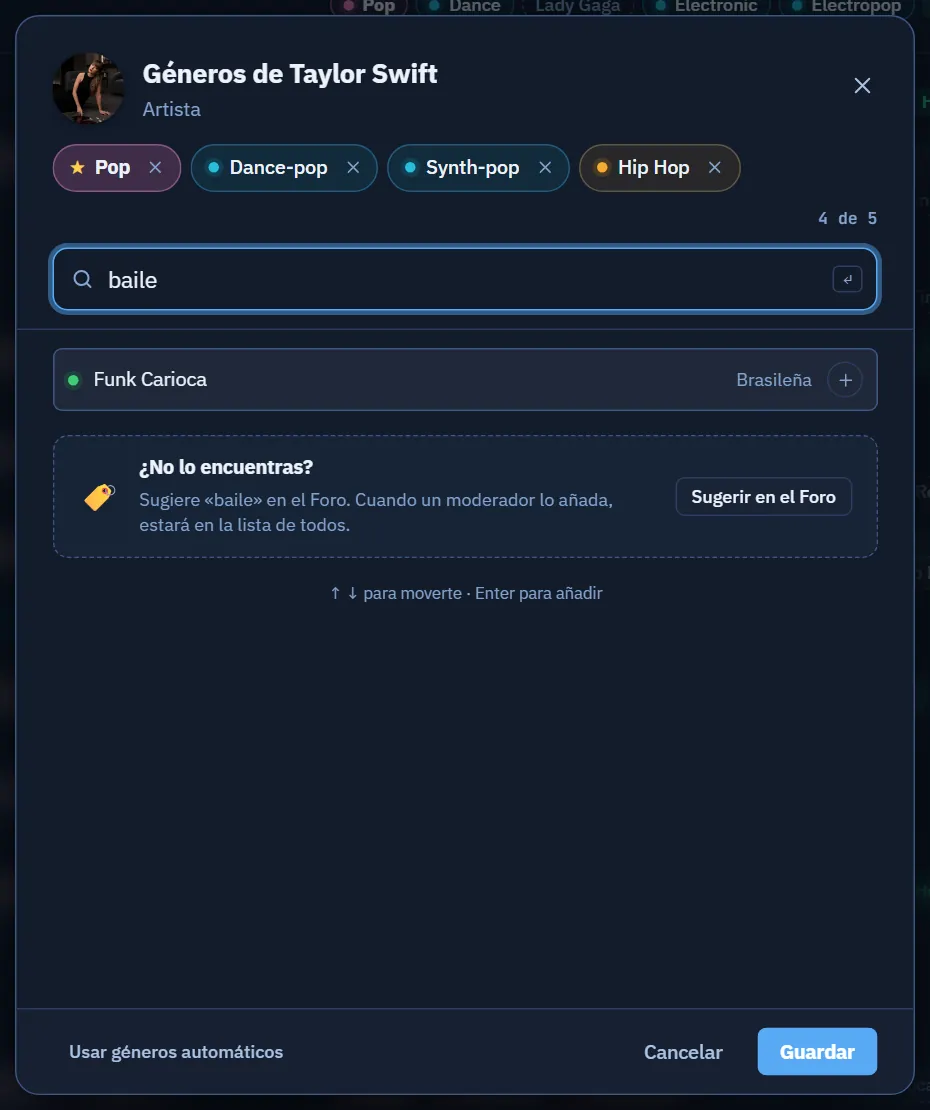 Pop Dance Lady Gaga Electronic Electropop
Géneros de Taylor Swift
Artista
Pop
Dance-pop
Synth-pop
Hip Hop
4 de 5
baile
Funk Carioca
Brasileña
¿No lo encuentras?
Sugiere «baile» en el Foro. Cuando un moderador lo añada,
estará en la lista de todos.
Sugerir en el Foro
↑ ↓ para moverte · Enter para añadir
Usar géneros automáticos
Cancelar
Guardar